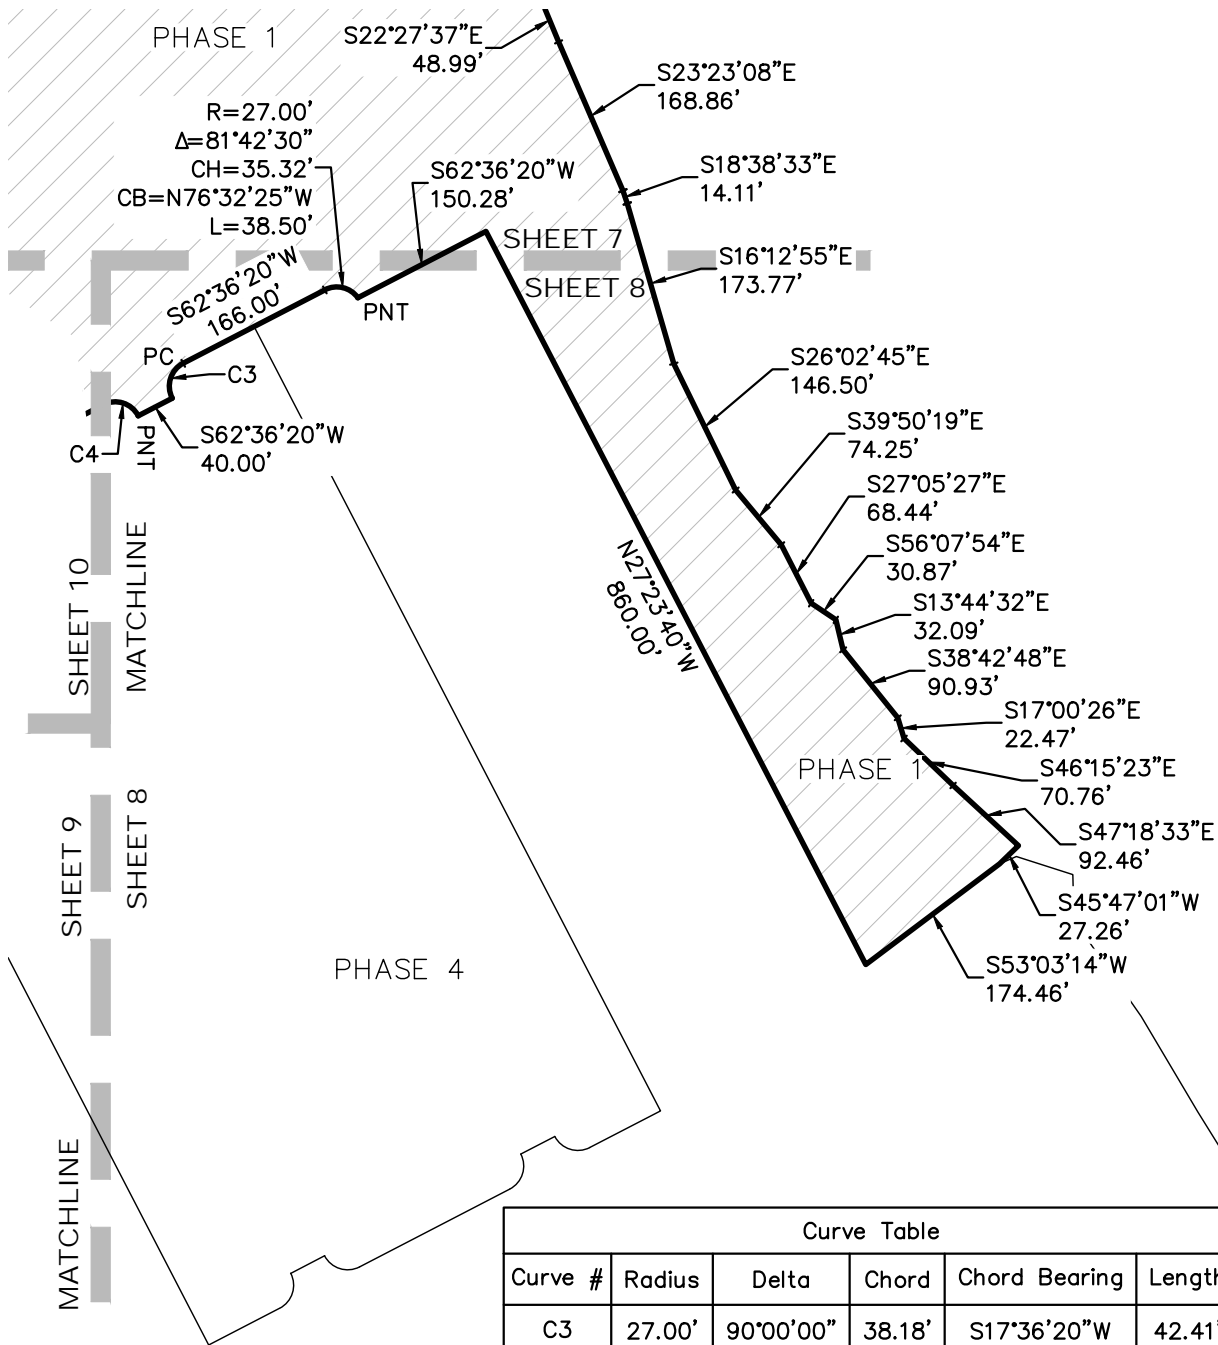 PHASE 1
S22°27'37"E
48.99'
S23°23'08"E
168.86'
R=27.00'
Δ=81°42'30"
CH=35.32'
CB=N76°32'25"W
L=38.50'
S62°36'20"W
150.28'
S18°38'33"E
14.11'
SHEET 7
SHEET 8
S16°12'55"E
173.77'
S62°36'20"W
166.00'
PNT
PC
C3
C4
PNT
S62°36'20"W
40.00'
S26°02'45"E
146.50'
S39°50'19"E
74.25'
S27°05'27"E
68.44'
S56°07'54"E
30.87'
S13°44'32"E
32.09'
S38°42'48"E
90.93'
S17°00'26"E
22.47'
S46°15'23"E
70.76'
S47°18'33"E
92.46'
S45°47'01"W
27.26'
S53°03'14"W
174.46'
N27°23'40"W
860.00'
PHASE 1
SHEET 10
MATCHLINE
SHEET 9
SHEET 8
PHASE 4
MATCHLINE
Curve Table
Curve # Radius Delta Chord Chord Bearing Length
C3 27.00' 90°00'00" 38.18' S17°36'20"W 42.41'